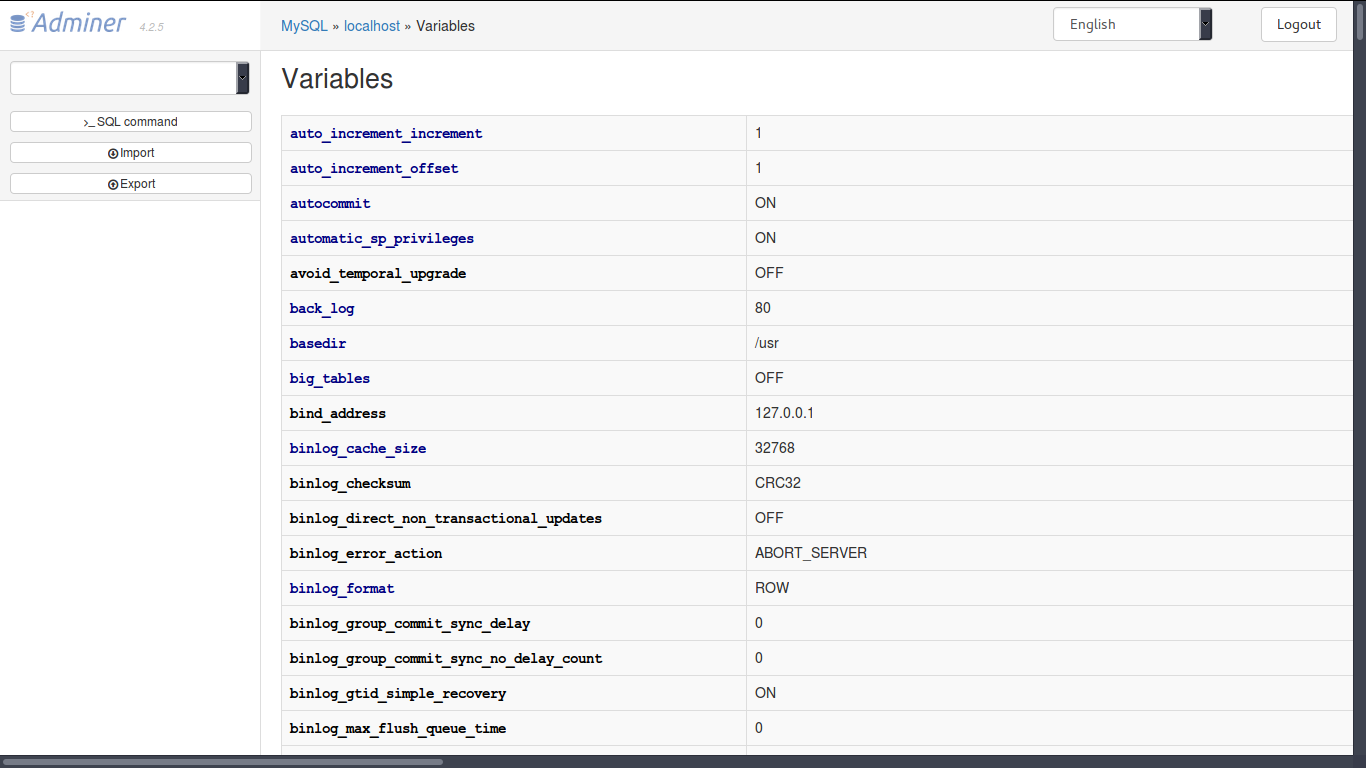 Adminer 4.2.5
MySQL » localhost » Variables
English
Logout
>_ SQL command
Import
Export
Variables
auto_increment_increment 1
auto_increment_offset 1
autocommit ON
automatic_sp_privileges ON
avoid_temporal_upgrade OFF
back_log 80
basedir /usr
big_tables OFF
bind_address 127.0.0.1
binlog_cache_size 32768
binlog_checksum CRC32
binlog_direct_non_transactional_updates OFF
binlog_error_action ABORT_SERVER
binlog_format ROW
binlog_group_commit_sync_delay 0
binlog_group_commit_sync_no_delay_count 0
binlog_gtid_simple_recovery ON
binlog_max_flush_queue_time 0